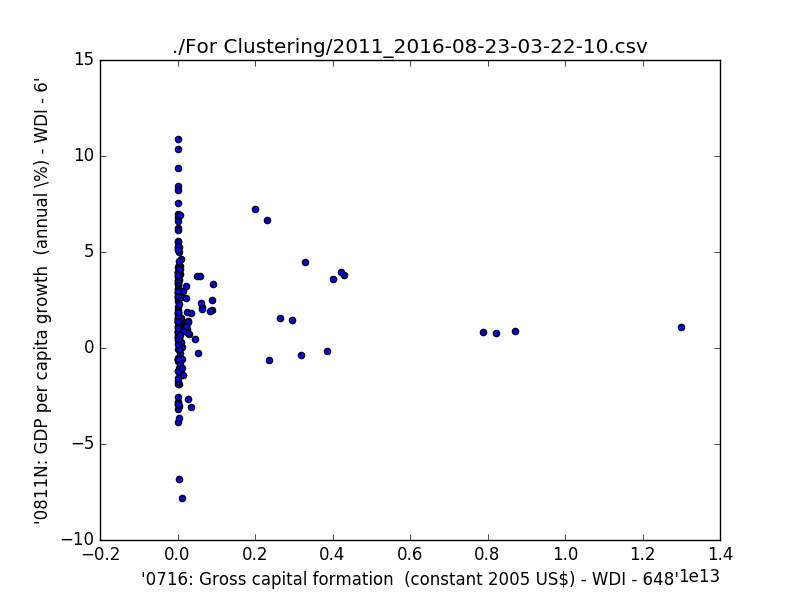 ./For Clustering/2011_2016-08-23-03-22-10.csv
15
10
5
0
−5
−10
'0811N: GDP per capita growth  (annual \%) - WDI - 6'
−0.2 0.0 0.2 0.4 0.6 0.8 1.0 1.2 1.4
1e13
'0716: Gross capital formation  (constant 2005 US$) - WDI - 648'